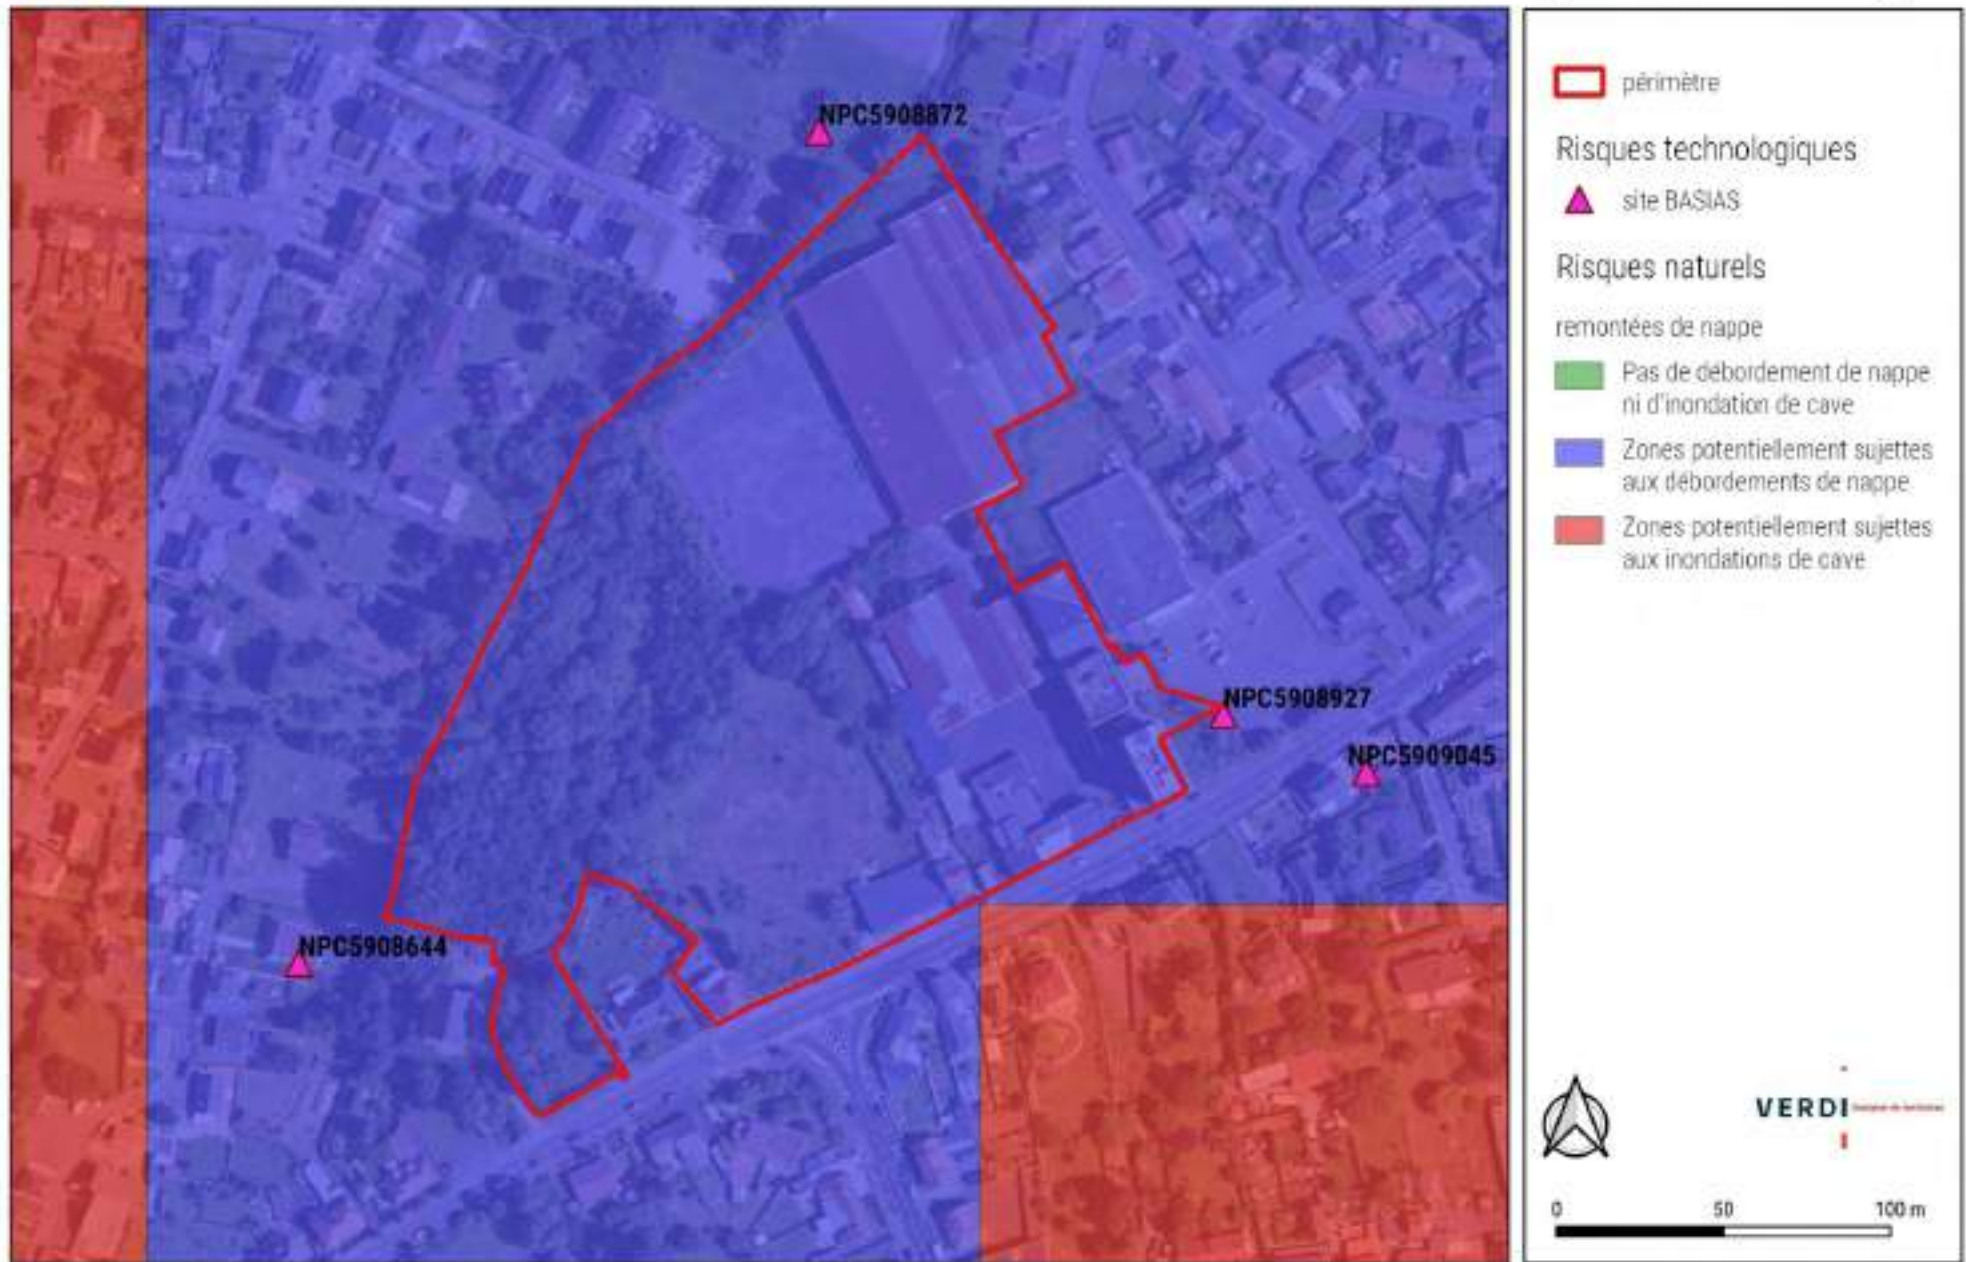 NPC5908872
NPC5908927
NPC5909045
NPC5908644
périmètre
Risques technologiques
site BASIAS
Risques naturels
remontées de nappe
Pas de débordement de nappe
ni d'inondation de cave
Zones potentiellement sujettes
aux débordements de nappe
Zones potentiellement sujettes
aux inondations de cave
VERDI
0 50 100 m